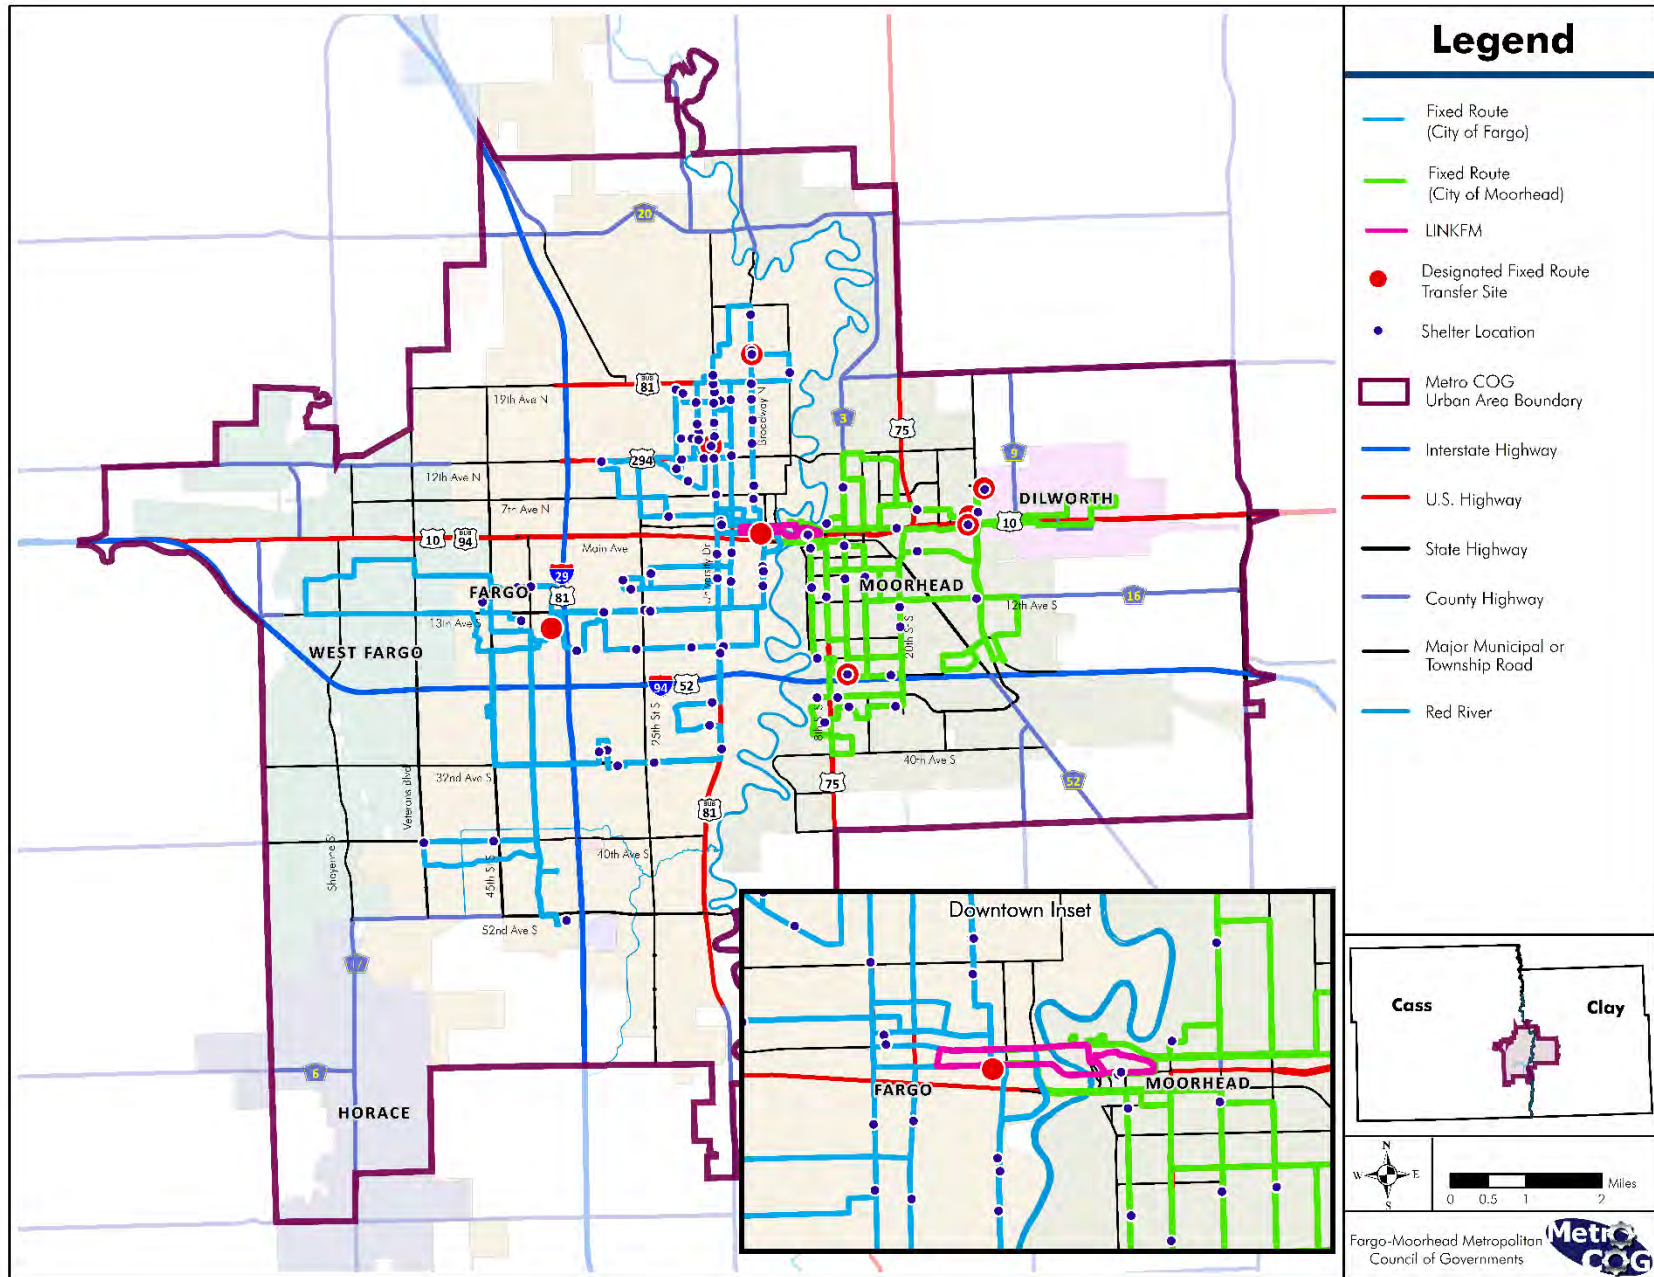 Legend
Fixed Route
(City of Fargo)
Fixed Route
(City of Moorhead)
LINKFM
Designated Fixed Route
Transfer Site
Shelter Location
Metro COG
Urban Area Boundary
Interstate Highway
U.S. Highway
State Highway
County Highway
Major Municipal or
Township Road
Red River
20
BUS
81
19th Ave N
Broadway N
3
75
294
12th Ave N
9
DILWORTH
7th Ave N
10
10
BUS
94
Main Ave
University Dr
29
81
FARGO
MOORHEAD
16
12th Ave S
13th Ave S
20th St S
WEST FARGO
94
52
25th St S
8th St S
40th Ave S
32nd Ave S
Veterans Blvd
75
52
BUS
81
40th Ave S
Sheyenne St
45th St S
52nd Ave S
17
6
HORACE
Downtown Inset
FARGO
MOORHEAD
Cass
Clay
N
W
E
S
0 0.5 1 2
Miles
Fargo-Moorhead Metropolitan
Council of Governments
Metro
COG